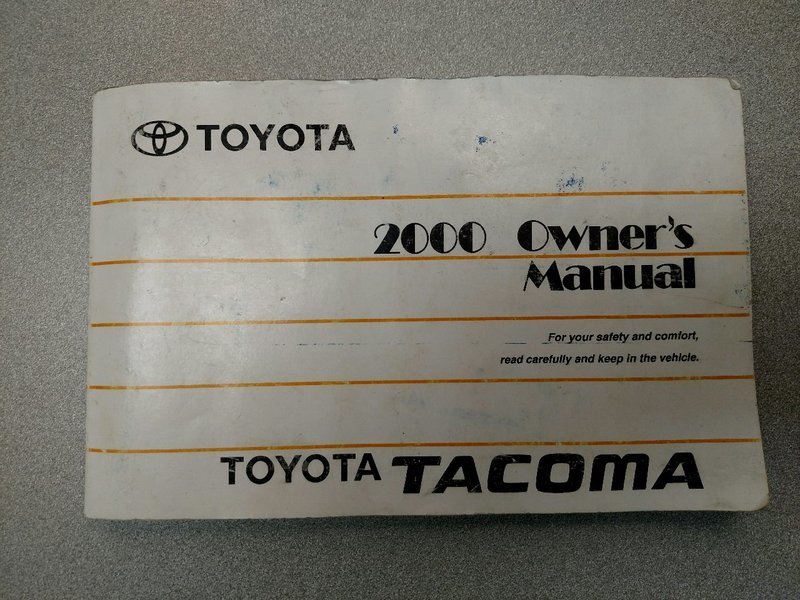 TOYOTA
2000 Owner's
Manual
For your safety and comfort,
read carefully and keep in the vehicle.
TOYOTA TACOMA